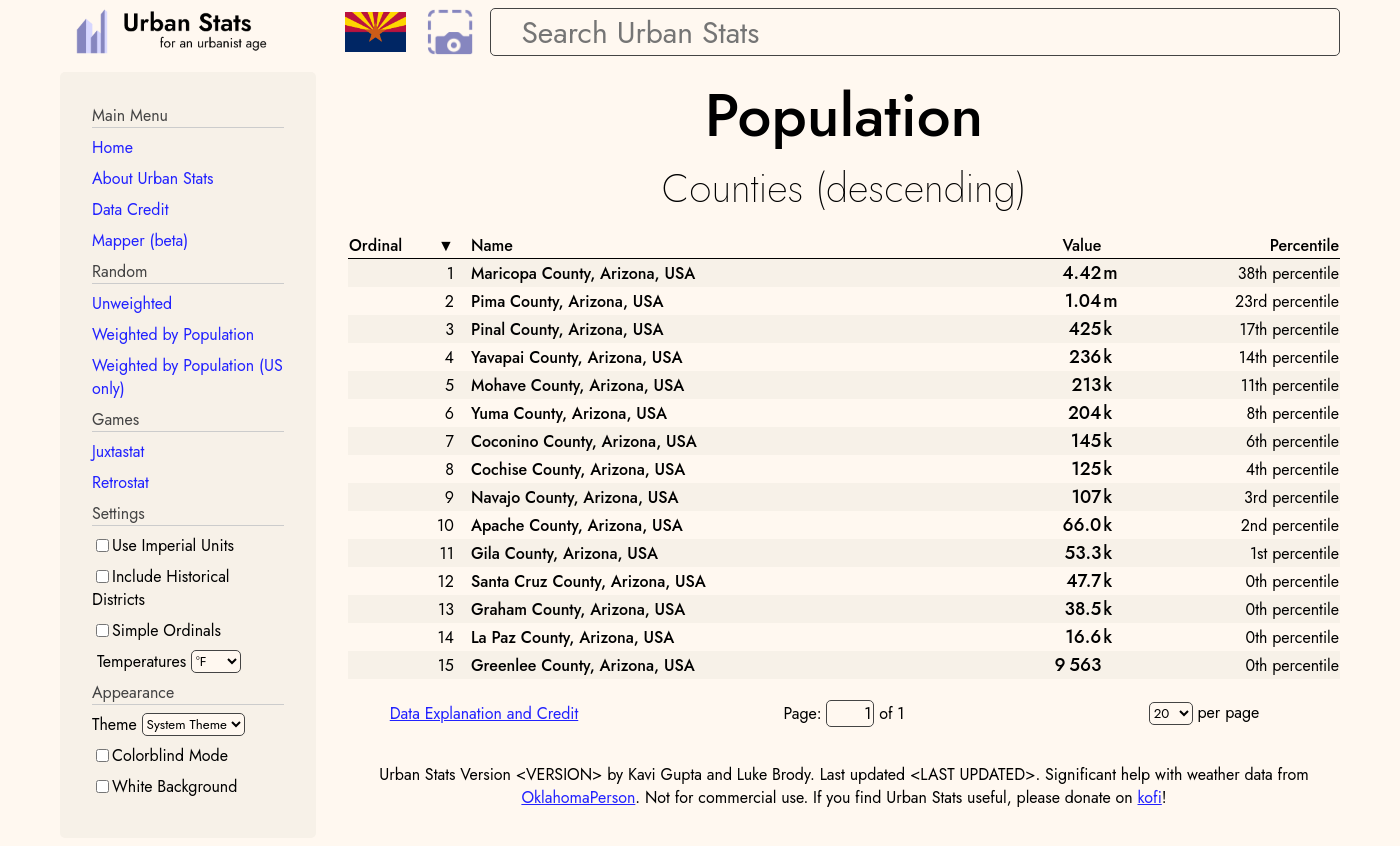 Urban Stats
for an urbanist age
Search Urban Stats
Main Menu
Home
About Urban Stats
Data Credit
Mapper (beta)
Random
Unweighted
Weighted by Population
Weighted by Population (US
only)
Games
Juxtastat
Retrostat
Settings
Use Imperial Units
Include Historical
Districts
Simple Ordinals
Temperatures °F
Appearance
Theme System Theme
Colorblind Mode
White Background
Population
Counties (descending)
Ordinal ▼ Name Value Percentile
1 Maricopa County, Arizona, USA 4.42 m 38th percentile
2 Pima County, Arizona, USA 1.04 m 23rd percentile
3 Pinal County, Arizona, USA 425 k 17th percentile
4 Yavapai County, Arizona, USA 236 k 14th percentile
5 Mohave County, Arizona, USA 213 k 11th percentile
6 Yuma County, Arizona, USA 204 k 8th percentile
7 Coconino County, Arizona, USA 145 k 6th percentile
8 Cochise County, Arizona, USA 125 k 4th percentile
9 Navajo County, Arizona, USA 107 k 3rd percentile
10 Apache County, Arizona, USA 66.0 k 2nd percentile
11 Gila County, Arizona, USA 53.3 k 1st percentile
12 Santa Cruz County, Arizona, USA 47.7 k 0th percentile
13 Graham County, Arizona, USA 38.5 k 0th percentile
14 La Paz County, Arizona, USA 16.6 k 0th percentile
15 Greenlee County, Arizona, USA 9 563 0th percentile
Data Explanation and Credit Page: 1 of 1 20 per page
Urban Stats Version <VERSION> by Kavi Gupta and Luke Brody. Last updated <LAST UPDATED>. Significant help with weather data from
OklahomaPerson. Not for commercial use. If you find Urban Stats useful, please donate on kofi!